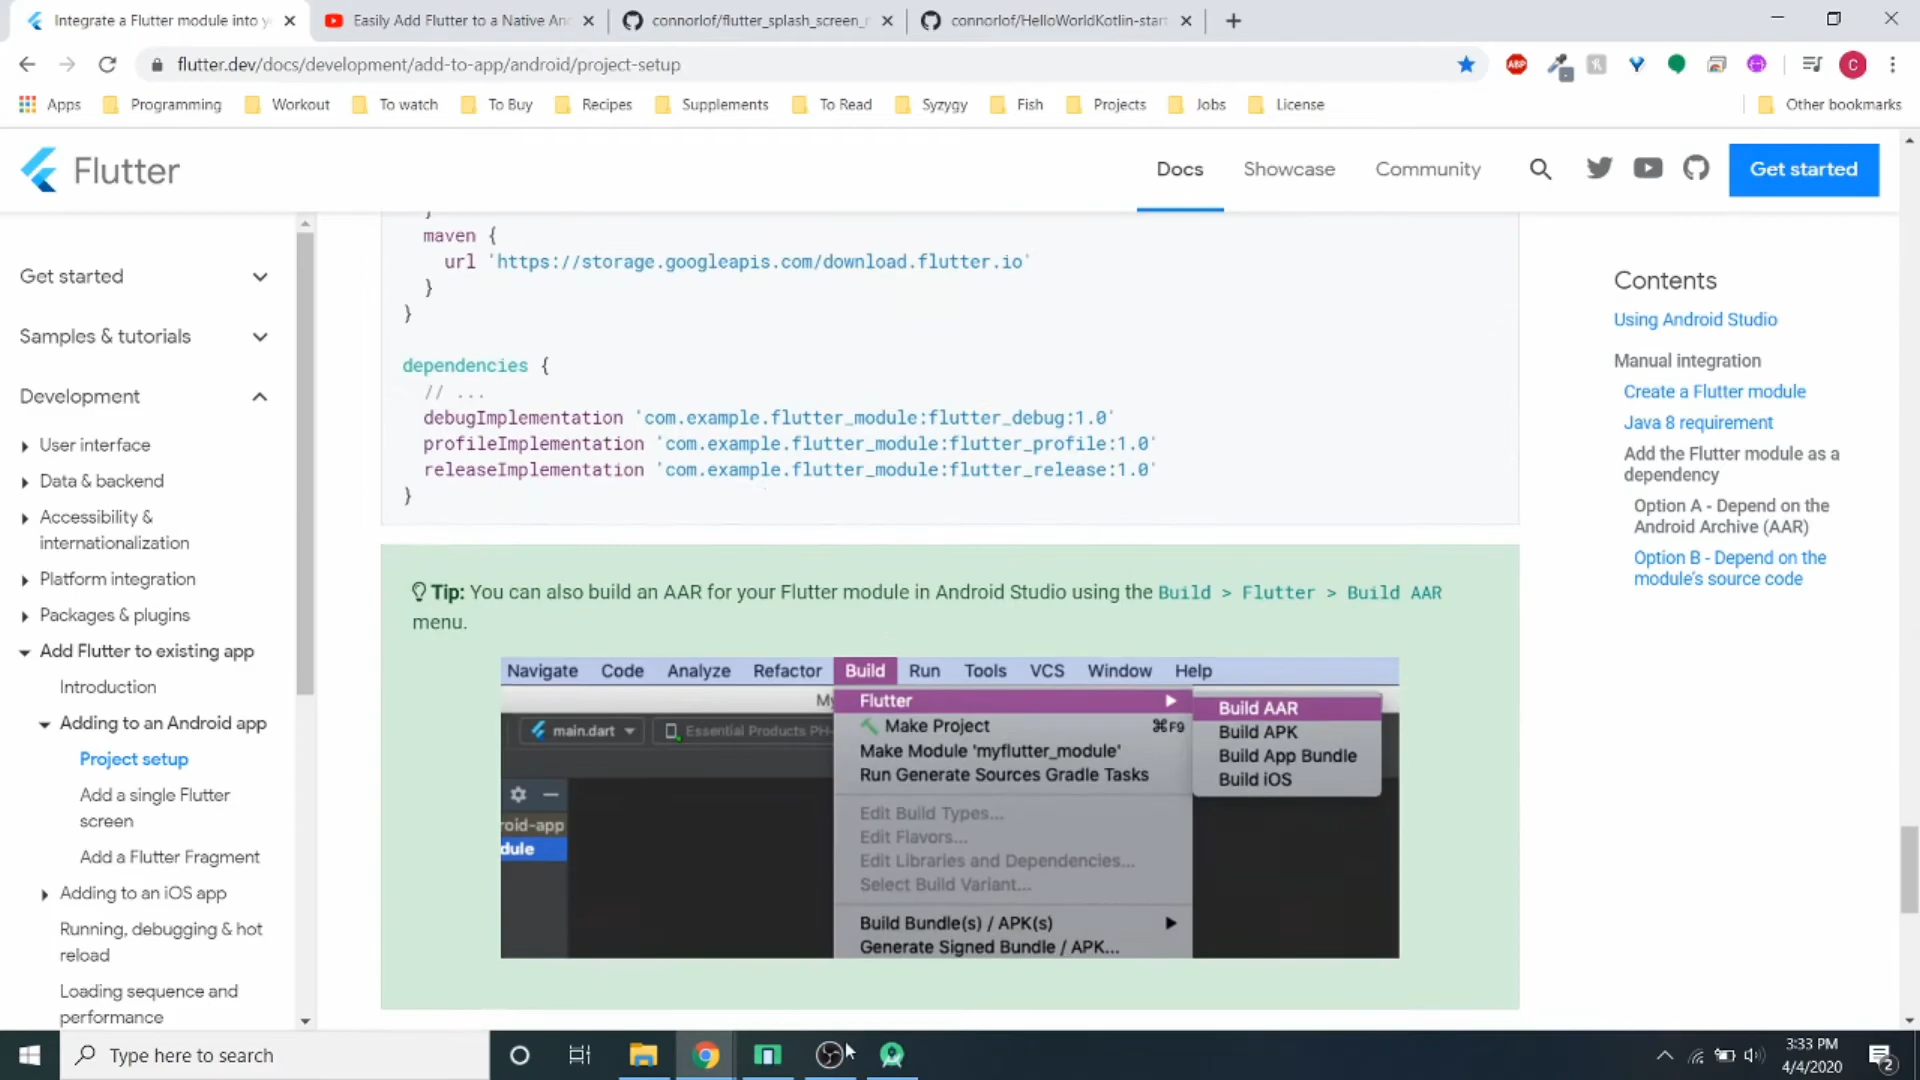 Integrate a Flutter module into y
Easily Add Flutter to a Native An
connorlof/flutter_splash_screen_
connorlof/HelloWorldKotlin-star
flutter.dev/docs/development/add-to-app/android/project-setup
ABP
C
Apps
Programming
Workout
To watch
To Buy
Recipes
Supplements
To Read
Syzygy
Fish
Projects
Jobs
License
Other bookmarks
Flutter
Docs
Showcase
Community
Get started
Get started
Samples & tutorials
Development
User interface
Data & backend
Accessibility &
internationalization
Platform integration
Packages & plugins
Add Flutter to existing app
Introduction
Adding to an Android app
Project setup
Add a single Flutter
screen
Add a Flutter Fragment
Adding to an iOS app
Running, debugging & hot
reload
Loading sequence and
performance
}
maven {
url 'https://storage.googleapis.com/download.flutter.io'
}
}
dependencies {
// ...
debugImplementation 'com.example.flutter_module:flutter_debug:1.0'
profileImplementation 'com.example.flutter_module:flutter_profile:1.0'
releaseImplementation 'com.example.flutter_module:flutter_release:1.0'
}
Tip: You can also build an AAR for your Flutter module in Android Studio using the Build > Flutter > Build AAR
menu.
Navigate Code Analyze Refactor Build Run Tools VCS Window Help
My
main.dart
Essential Products PH-
roid-app
dule
Flutter
Make Project ⌘F9
Make Module 'myflutter_module'
Run Generate Sources Gradle Tasks
Edit Build Types...
Edit Flavors...
Edit Libraries and Dependencies...
Select Build Variant...
Build Bundle(s) / APK(s)
Generate Signed Bundle / APK...
Build AAR
Build APK
Build App Bundle
Build iOS
Contents
Using Android Studio
Manual integration
Create a Flutter module
Java 8 requirement
Add the Flutter module as a
dependency
Option A - Depend on the
Android Archive (AAR)
Option B - Depend on the
module's source code
Type here to search
3:33 PM
4/4/2020
2